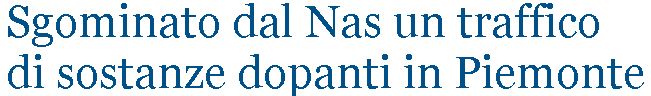 Sgominato dal Nas un traffico
di sostanze dopanti in Piemonte